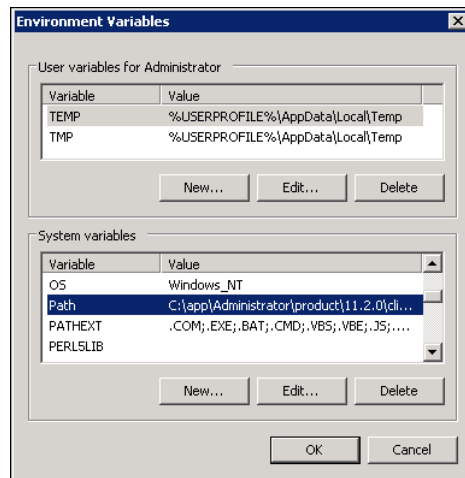 Environment Variables
User variables for Administrator
Variable Value
TEMP %USERPROFILE%\AppData\Local\Temp
TMP %USERPROFILE%\AppData\Local\Temp
New... Edit... Delete
System variables
Variable Value
OS Windows_NT
Path C:\app\Administrator\product\11.2.0\cli...
PATHEXT .COM;.EXE;.BAT;.CMD;.VBS;.VBE;.JS;....
PERL5LIB
New... Edit... Delete
OK Cancel